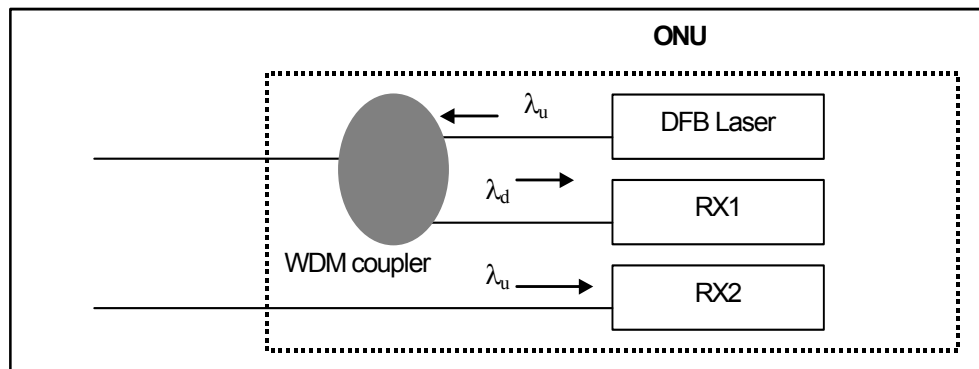 ONU
λu
DFB Laser
λd
RX1
WDM coupler
λu
RX2